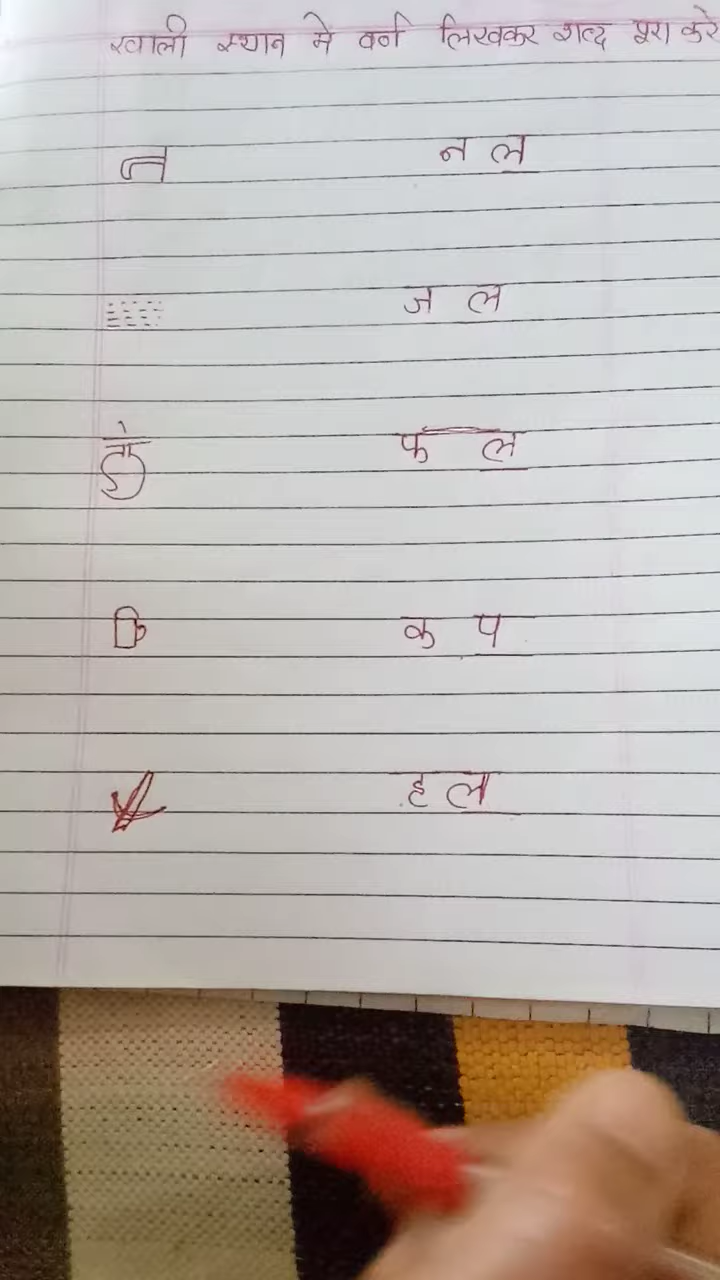 खाली स्थान मे वर्न लिखकर शब्द पूरा करे
न ल
ज ल
फ ल
क प
ह ल